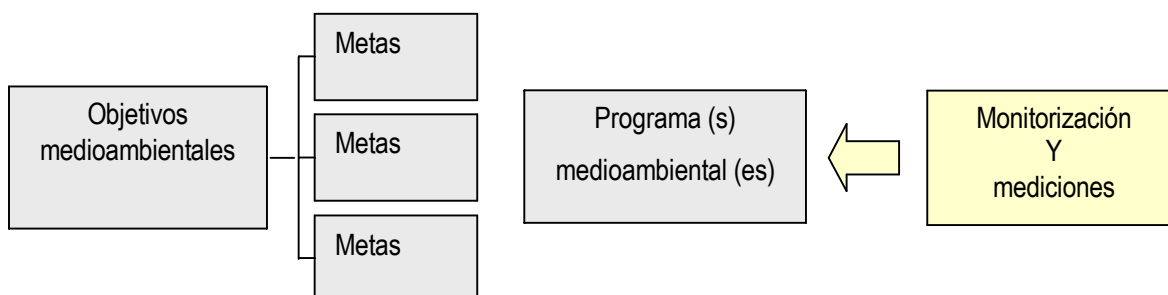 Objetivos
medioambientales
Metas
Metas
Metas
Programa (s)
medioambiental (es)
Monitorización
Y
mediciones